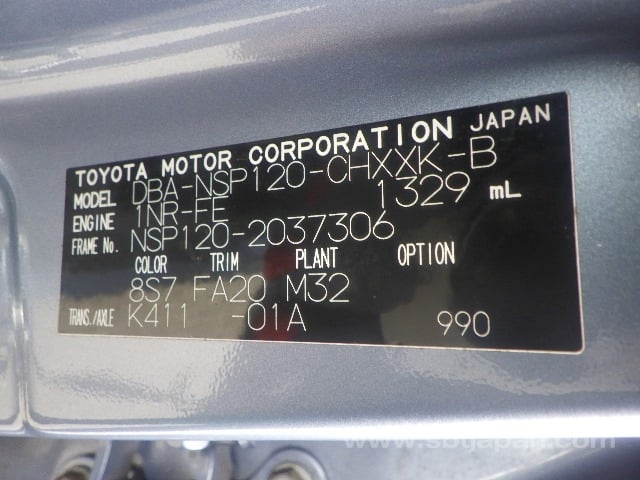 TOYOTA MOTOR CORPORATION JAPAN
MODEL DBA-NSP120-CHXXK-B
ENGINE 1NR-FE 1329 mL
FRAME No. NSP120-2037306
COLOR TRIM PLANT OPTION
8S7 FA20 M32
TRANS./AXLE K411 -01A 990
www.sbtjapan.com